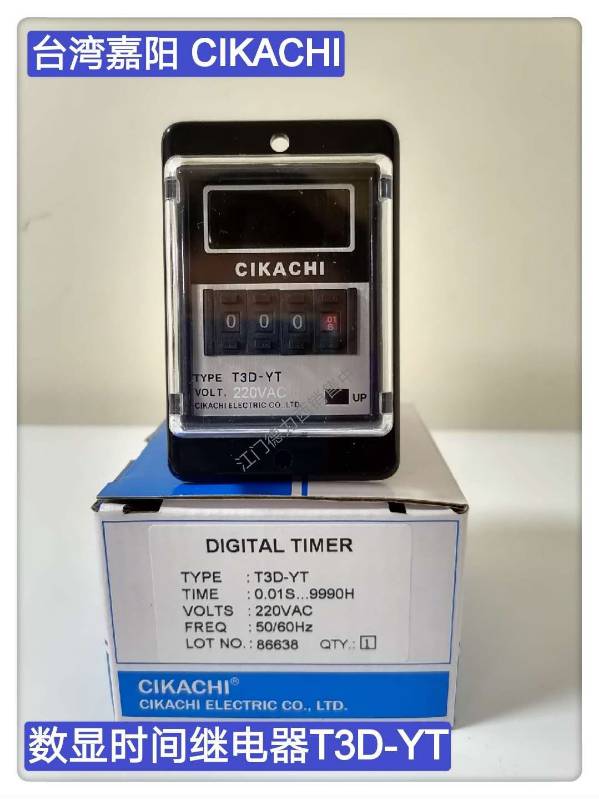 台湾嘉阳 CIKACHI
CIKACHI
0 0 0 .01 S
TYPE T3D-YT
VOLT. 220VAC
CIKACHI ELECTRIC CO., LTD.
UP
DIGITAL TIMER
TYPE : T3D-YT
TIME : 0.01S...9990H
VOLTS : 220VAC
FREQ : 50/60Hz
LOT NO.: 86638 QTY.: 1
CIKACHI®
CIKACHI ELECTRIC CO., LTD.
数显时间继电器T3D-YT